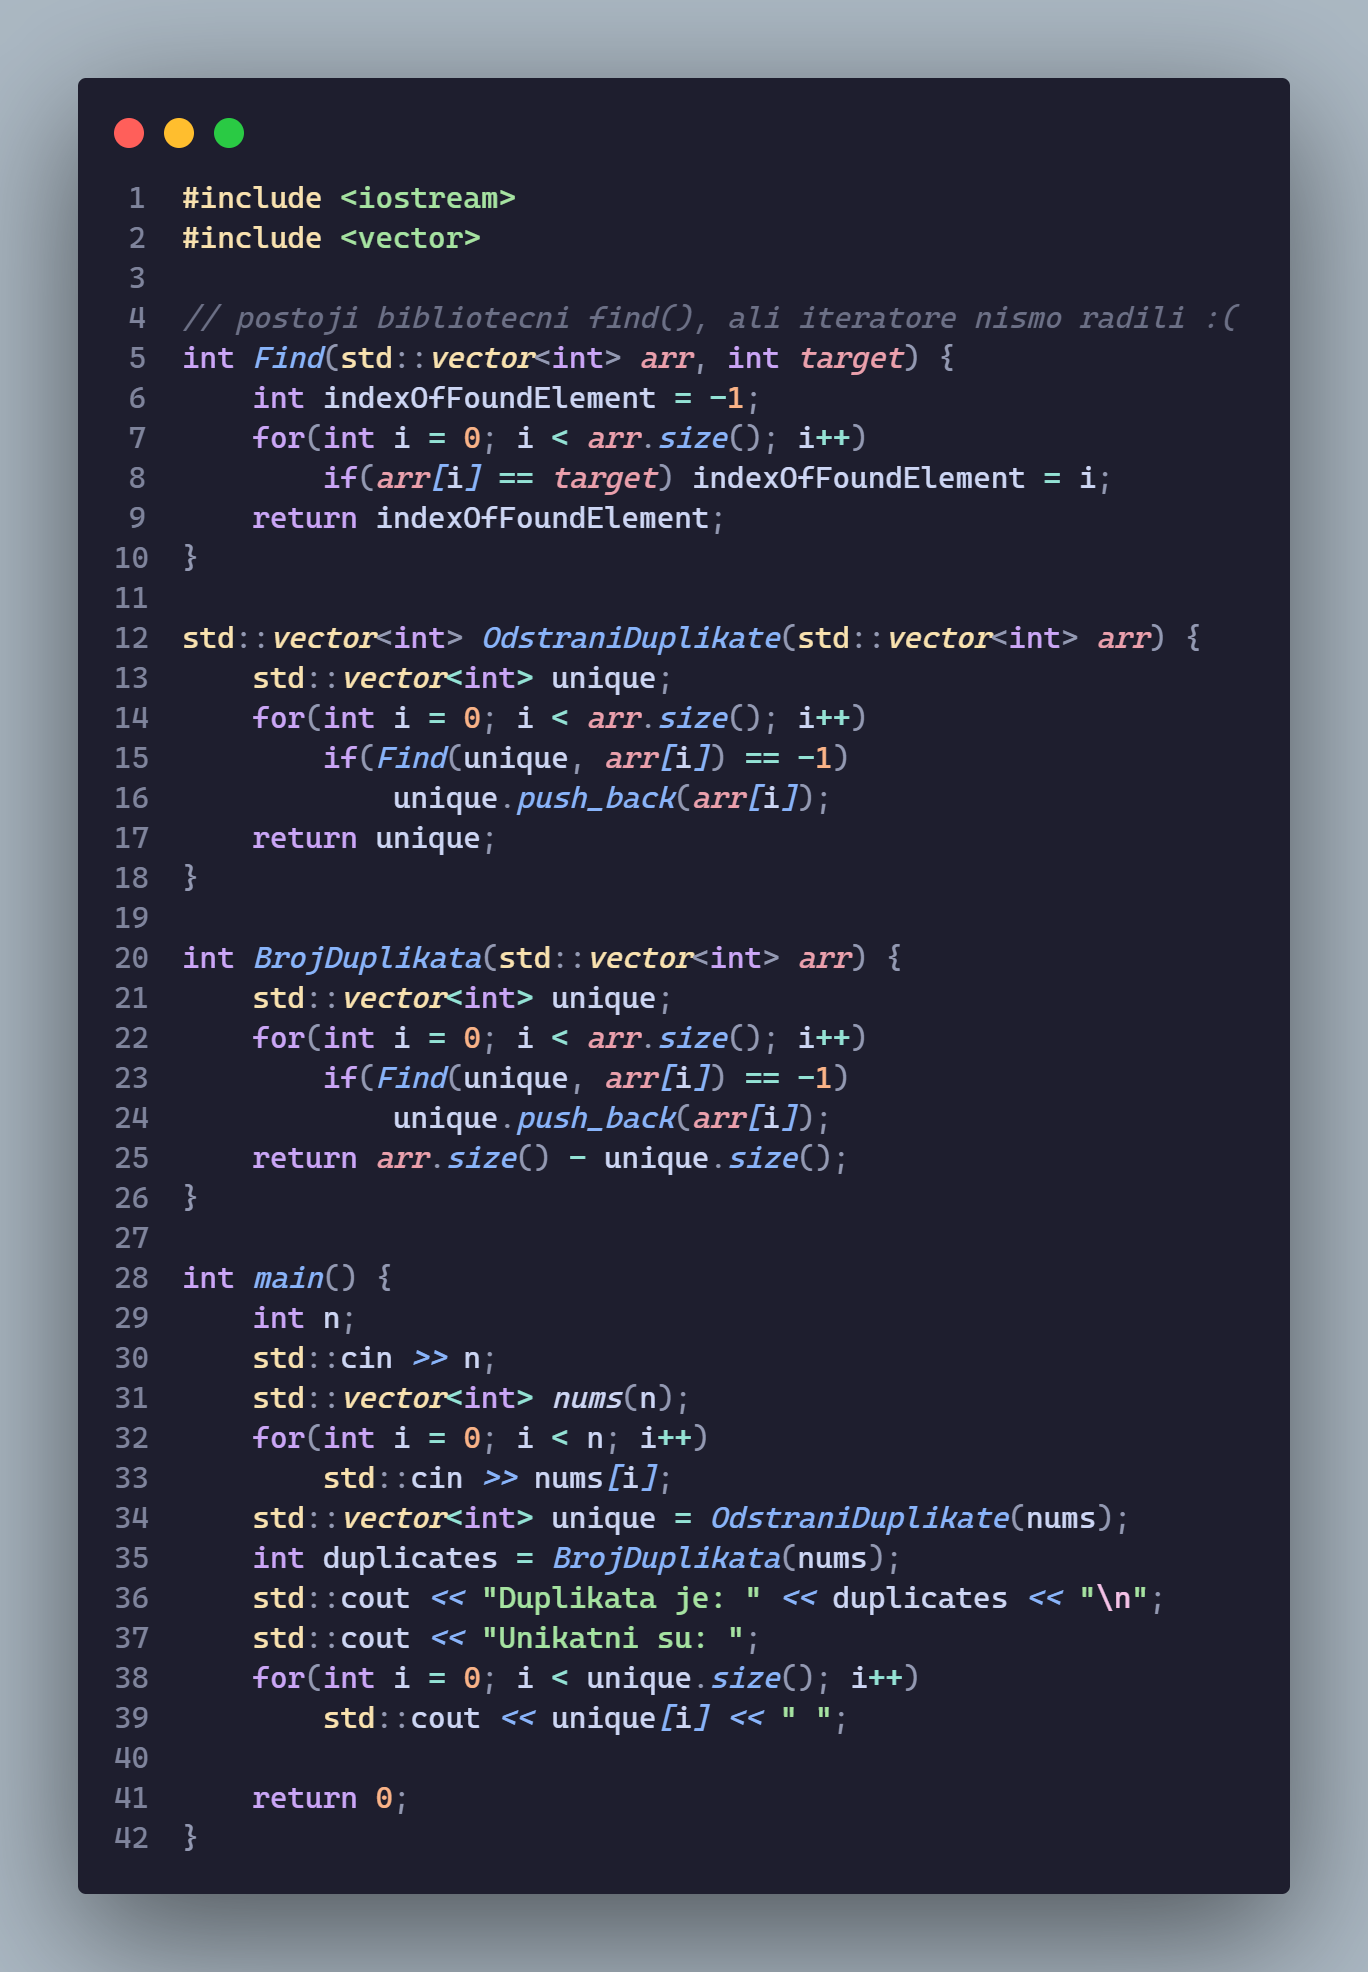 1 #include <iostream>
2 #include <vector>
3
4 // postoji bibliotecni find(), ali iteratore nismo radili :(
5 int Find(std::vector<int> arr, int target) {
6     int indexOfFoundElement = -1;
7     for(int i = 0; i < arr.size(); i++)
8         if(arr[i] == target) indexOfFoundElement = i;
9     return indexOfFoundElement;
10 }
11
12 std::vector<int> OdstraniDuplikate(std::vector<int> arr) {
13     std::vector<int> unique;
14     for(int i = 0; i < arr.size(); i++)
15         if(Find(unique, arr[i]) == -1)
16             unique.push_back(arr[i]);
17     return unique;
18 }
19
20 int BrojDuplikata(std::vector<int> arr) {
21     std::vector<int> unique;
22     for(int i = 0; i < arr.size(); i++)
23         if(Find(unique, arr[i]) == -1)
24             unique.push_back(arr[i]);
25     return arr.size() - unique.size();
26 }
27
28 int main() {
29     int n;
30     std::cin >> n;
31     std::vector<int> nums(n);
32     for(int i = 0; i < n; i++)
33         std::cin >> nums[i];
34     std::vector<int> unique = OdstraniDuplikate(nums);
35     int duplicates = BrojDuplikata(nums);
36     std::cout << "Duplikata je: " << duplicates << "\n";
37     std::cout << "Unikatni su: ";
38     for(int i = 0; i < unique.size(); i++)
39         std::cout << unique[i] << " ";
40
41     return 0;
42 }